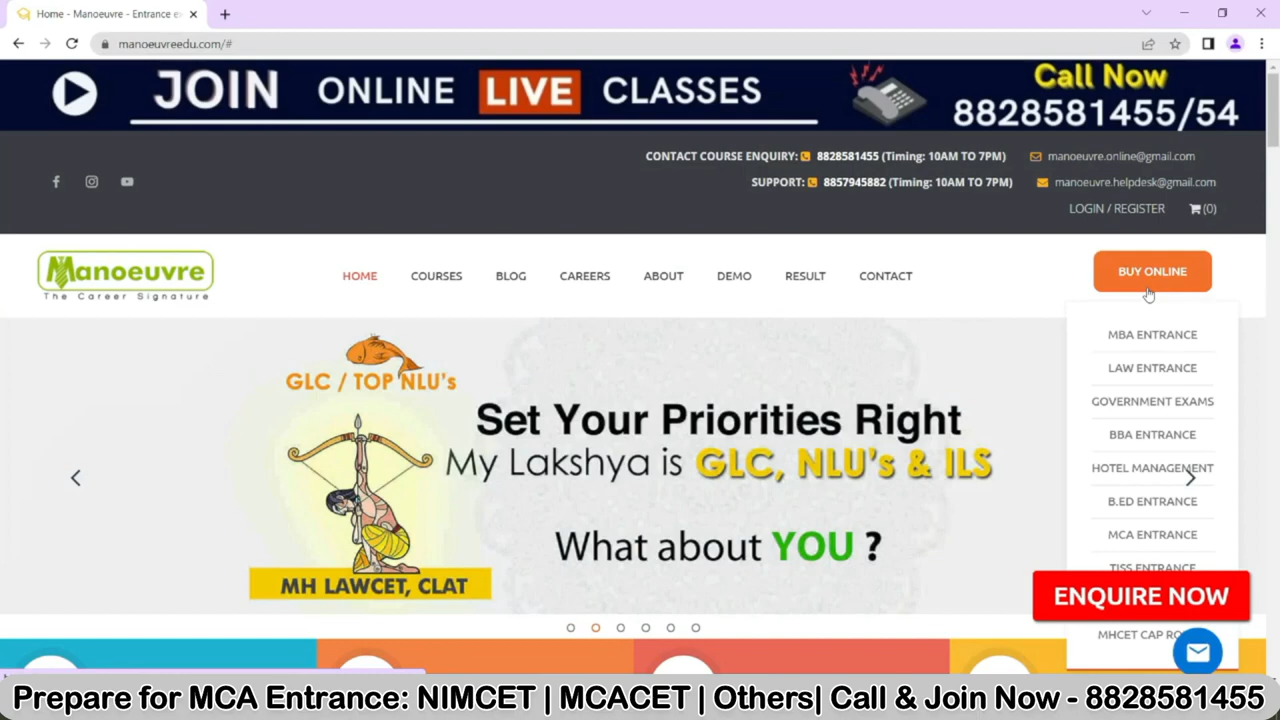 Home - Manoeuvre - Entrance e
manoeuvreedu.com/#
JOIN ONLINE LIVE CLASSES
Call Now
8828581455/54
CONTACT COURSE ENQUIRY: 8828581455 (Timing: 10AM TO 7PM) manoeuvre.online@gmail.com
SUPPORT: 8857945882 (Timing: 10AM TO 7PM) manoeuvre.helpdesk@gmail.com
LOGIN / REGISTER (0)
Manoeuvre
The Career Signature
HOME COURSES BLOG CAREERS ABOUT DEMO RESULT CONTACT
BUY ONLINE
MBA ENTRANCE
LAW ENTRANCE
GOVERNMENT EXAMS
BBA ENTRANCE
HOTEL MANAGEMENT
B.ED ENTRANCE
MCA ENTRANCE
TISS ENTRANCE
ENQUIRE NOW
MHCET CAP RO
GLC / TOP NLU's
MH LAWCET, CLAT
Set Your Priorities Right
My Lakshya is GLC, NLU's & ILS
What about YOU ?
Prepare for MCA Entrance: NIMCET | MCACET | Others| Call & Join Now - 8828581455